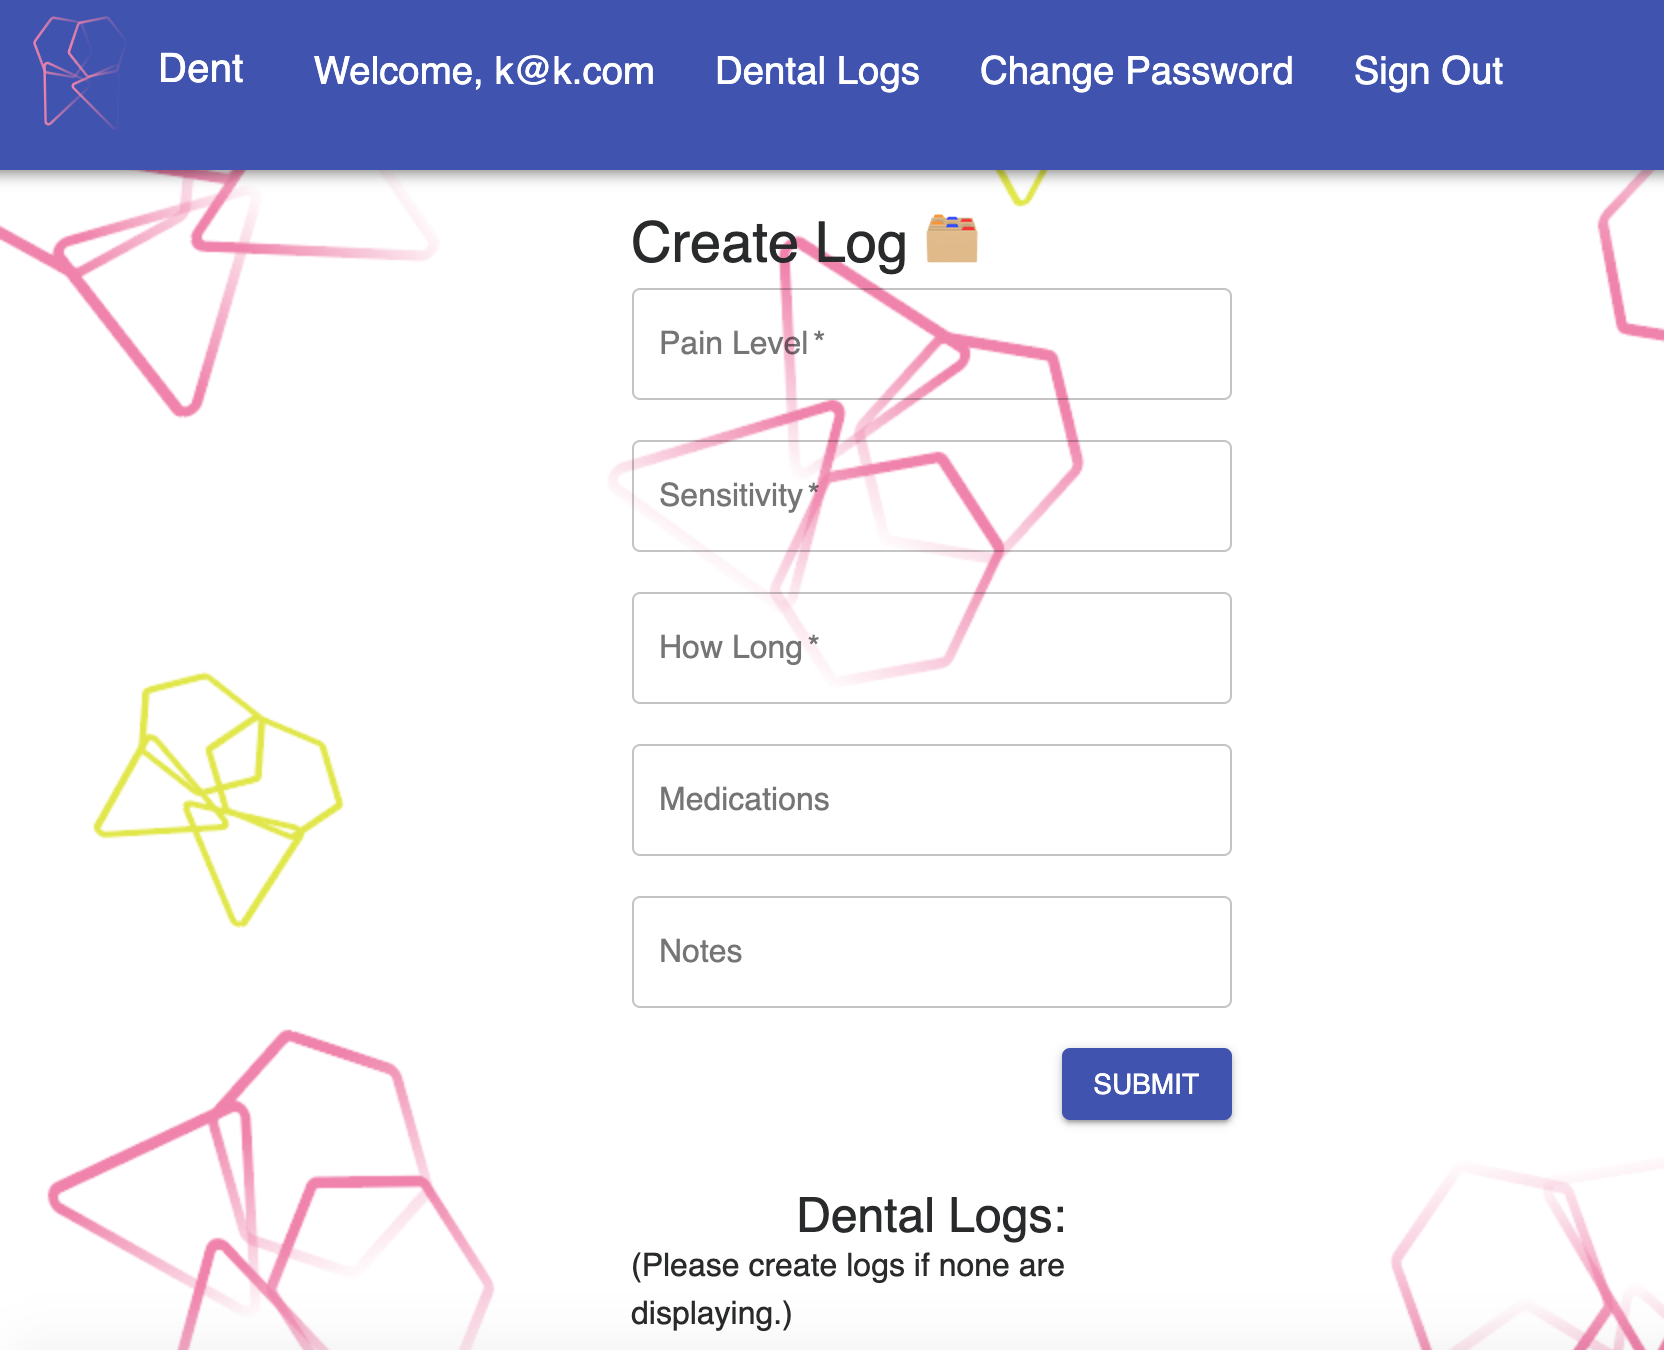 Dent Welcome, k@k.com Dental Logs Change Password Sign Out
Create Log
Pain Level *
Sensitivity *
How Long *
Medications
Notes
SUBMIT
Dental Logs:
(Please create logs if none are
displaying.)